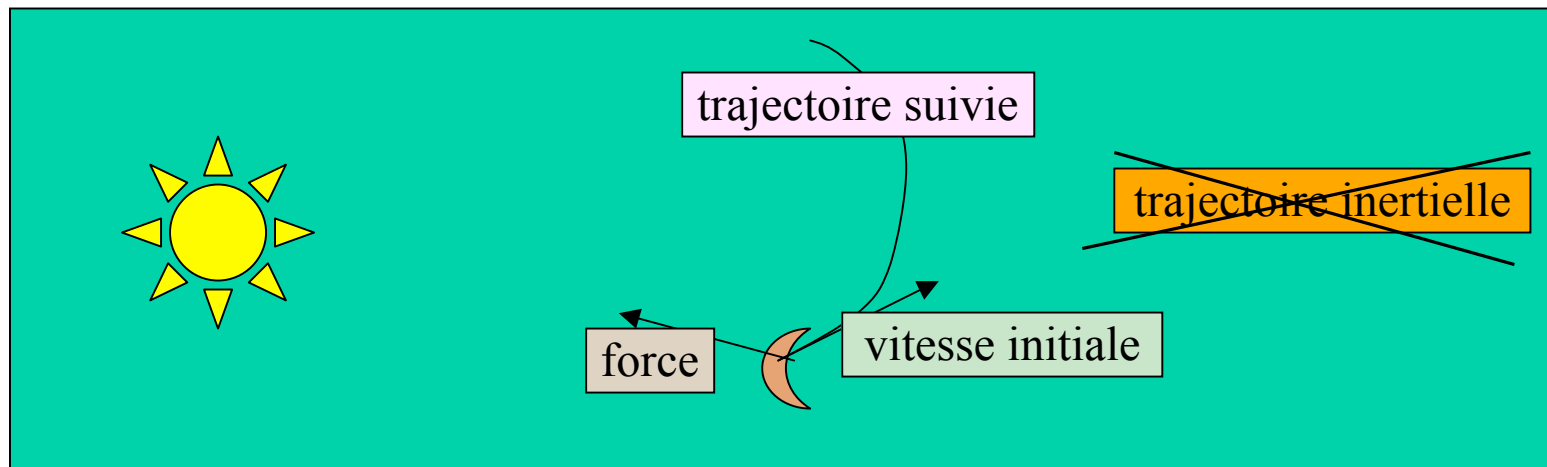 trajectoire suivie
trajectoire inertielle
vitesse initiale
force